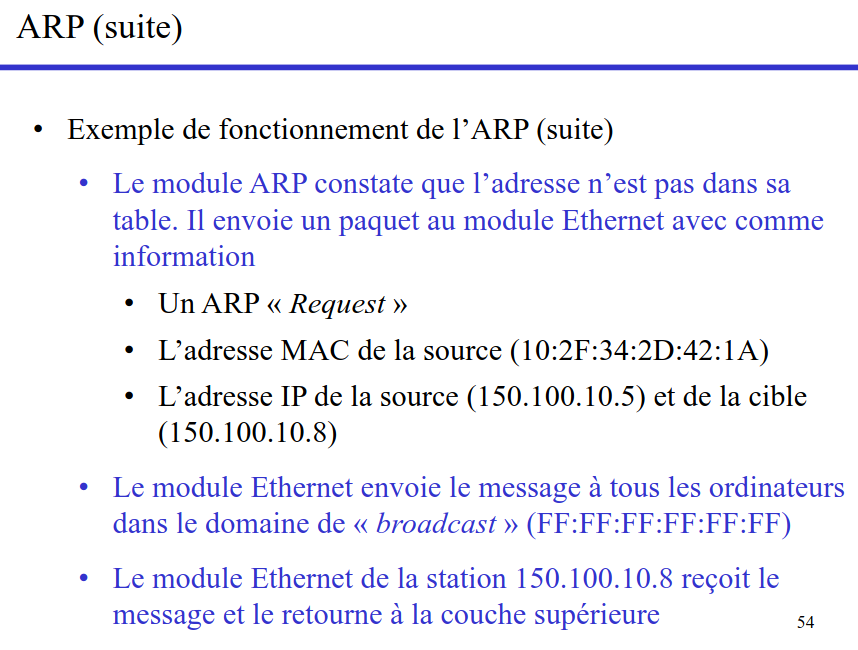 ARP (suite)
• Exemple de fonctionnement de l’ARP (suite)
• Le module ARP constate que l’adresse n’est pas dans sa
table. Il envoie un paquet au module Ethernet avec comme
information
• Un ARP « Request »
• L’adresse MAC de la source (10:2F:34:2D:42:1A)
• L’adresse IP de la source (150.100.10.5) et de la cible
(150.100.10.8)
• Le module Ethernet envoie le message à tous les ordinateurs
dans le domaine de « broadcast » (FF:FF:FF:FF:FF:FF)
• Le module Ethernet de la station 150.100.10.8 reçoit le
message et le retourne à la couche supérieure
54